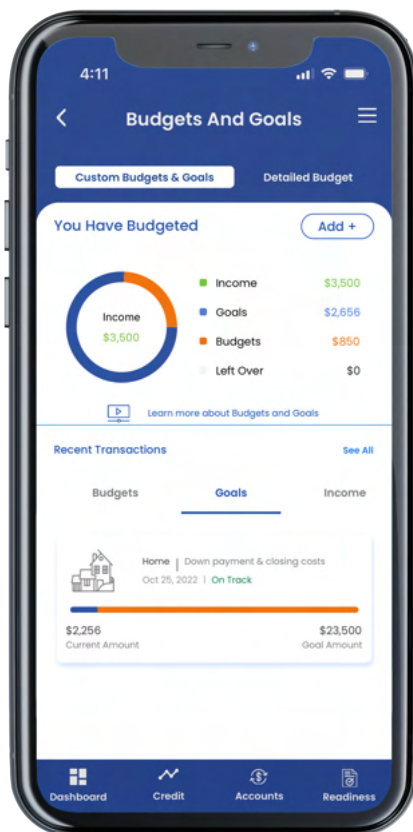 4:11
Budgets And Goals
Custom Budgets & Goals
Detailed Budget
You Have Budgeted
Add +
Income
$3,500
Income $3,500
Goals $2,656
Budgets $850
Left Over $0
Learn more about Budgets and Goals
Recent Transactions
See All
Budgets
Goals
Income
Home | Down payment & closing costs
Oct 25, 2022 | On Track
$2,256
Current Amount
$23,500
Goal Amount
Dashboard
Credit
Accounts
Readiness